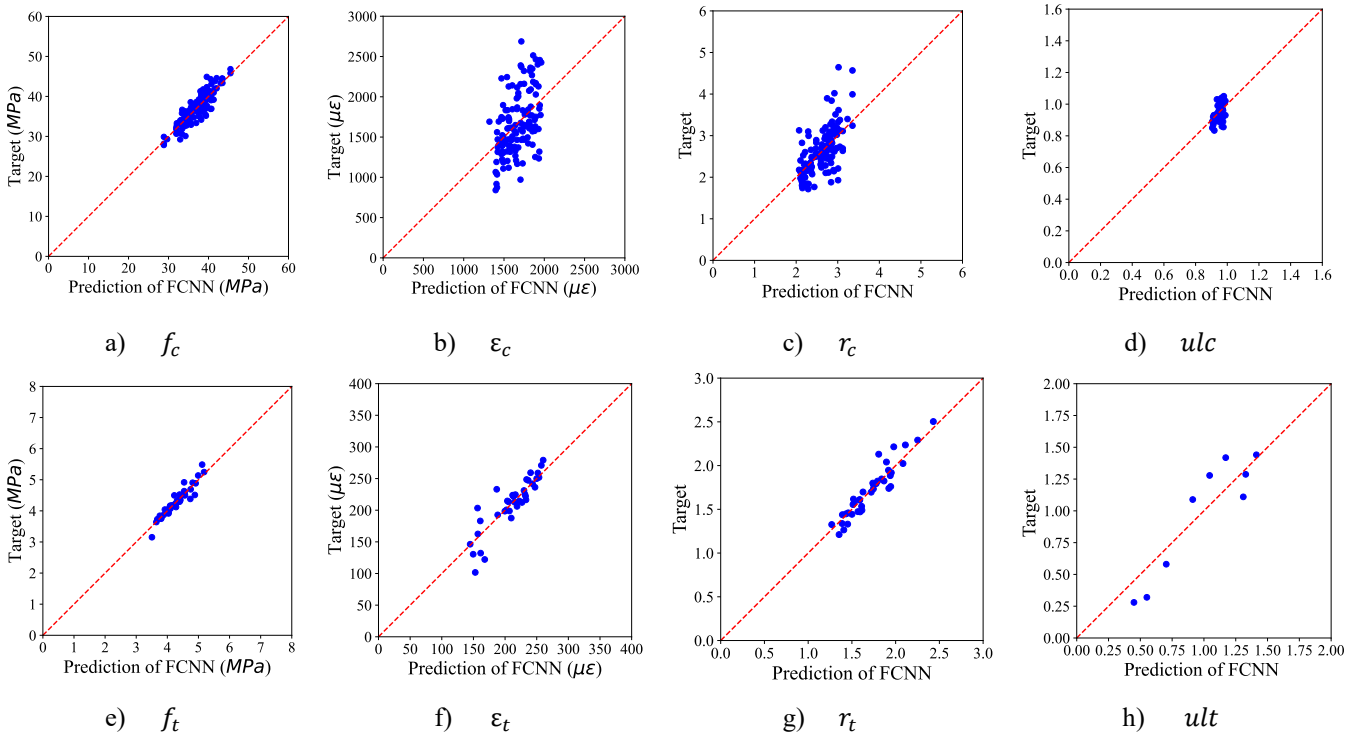 60
50
40
30
20
10
0
Target (MPa)
0 10 20 30 40 50 60
Prediction of FCNN (MPa)
a) f_c
3000
2500
2000
1500
1000
500
0
Target (με)
0 500 1000 1500 2000 2500 3000
Prediction of FCNN (με)
b) ε_c
6
5
4
3
2
1
0
Target
0 1 2 3 4 5 6
Prediction of FCNN
c) r_c
1.6
1.4
1.2
1.0
0.8
0.6
0.4
0.2
0.0
Target
0.0 0.2 0.4 0.6 0.8 1.0 1.2 1.4 1.6
Prediction of FCNN
d) ulc
8
7
6
5
4
3
2
1
0
Target (MPa)
0 1 2 3 4 5 6 7 8
Prediction of FCNN (MPa)
e) f_t
400
350
300
250
200
150
100
50
0
Target (με)
0 50 100 150 200 250 300 350 400
Prediction of FCNN (με)
f) ε_t
3.0
2.5
2.0
1.5
1.0
0.5
0.0
Target
0.0 0.5 1.0 1.5 2.0 2.5 3.0
Prediction of FCNN
g) r_t
2.00
1.75
1.50
1.25
1.00
0.75
0.50
0.25
0.00
Target
0.00 0.25 0.50 0.75 1.00 1.25 1.50 1.75 2.00
Prediction of FCNN
h) ult